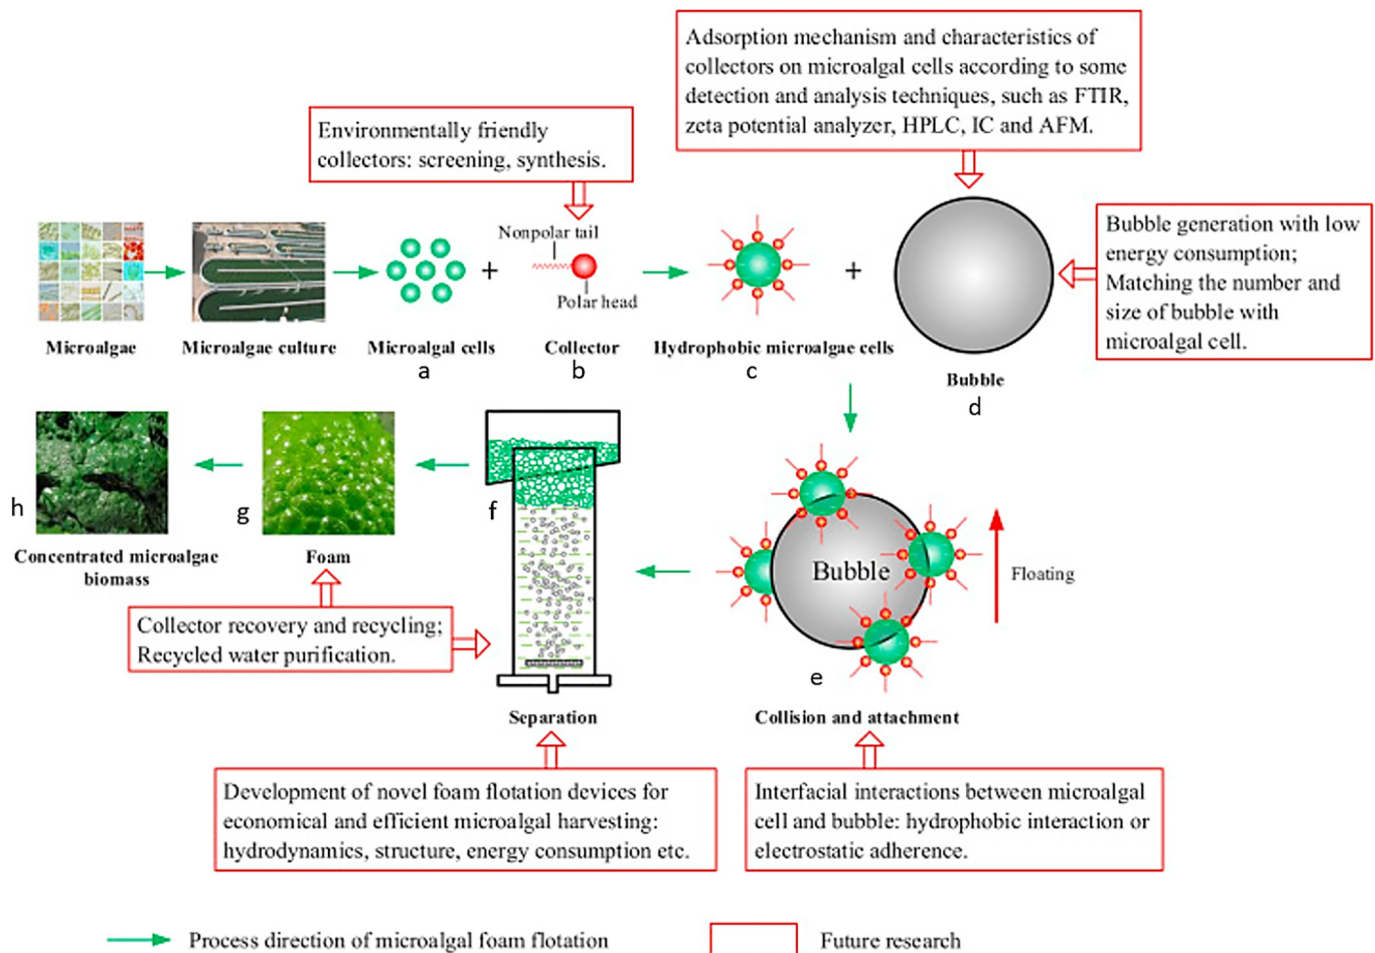 Adsorption mechanism and characteristics of
collectors on microalgal cells according to some
detection and analysis techniques, such as FTIR,
zeta potential analyzer, HPLC, IC and AFM.
Environmentally friendly
collectors: screening, synthesis.
Bubble generation with low
energy consumption;
Matching the number and
size of bubble with
microalgal cell.
Nonpolar tail
+
Polar head
+
Microalgae
Microalgae culture
Microalgal cells
Collector
Hydrophobic microalgae cells
Bubble
a
b
c
d
h
g
f
Concentrated microalgae
biomass
Foam
Bubble
Floating
e
Collector recovery and recycling;
Recycled water purification.
Separation
Collision and attachment
Development of novel foam flotation devices for
economical and efficient microalgal harvesting:
hydrodynamics, structure, energy consumption etc.
Interfacial interactions between microalgal
cell and bubble: hydrophobic interaction or
electrostatic adherence.
Process direction of microalgal foam flotation
Future research